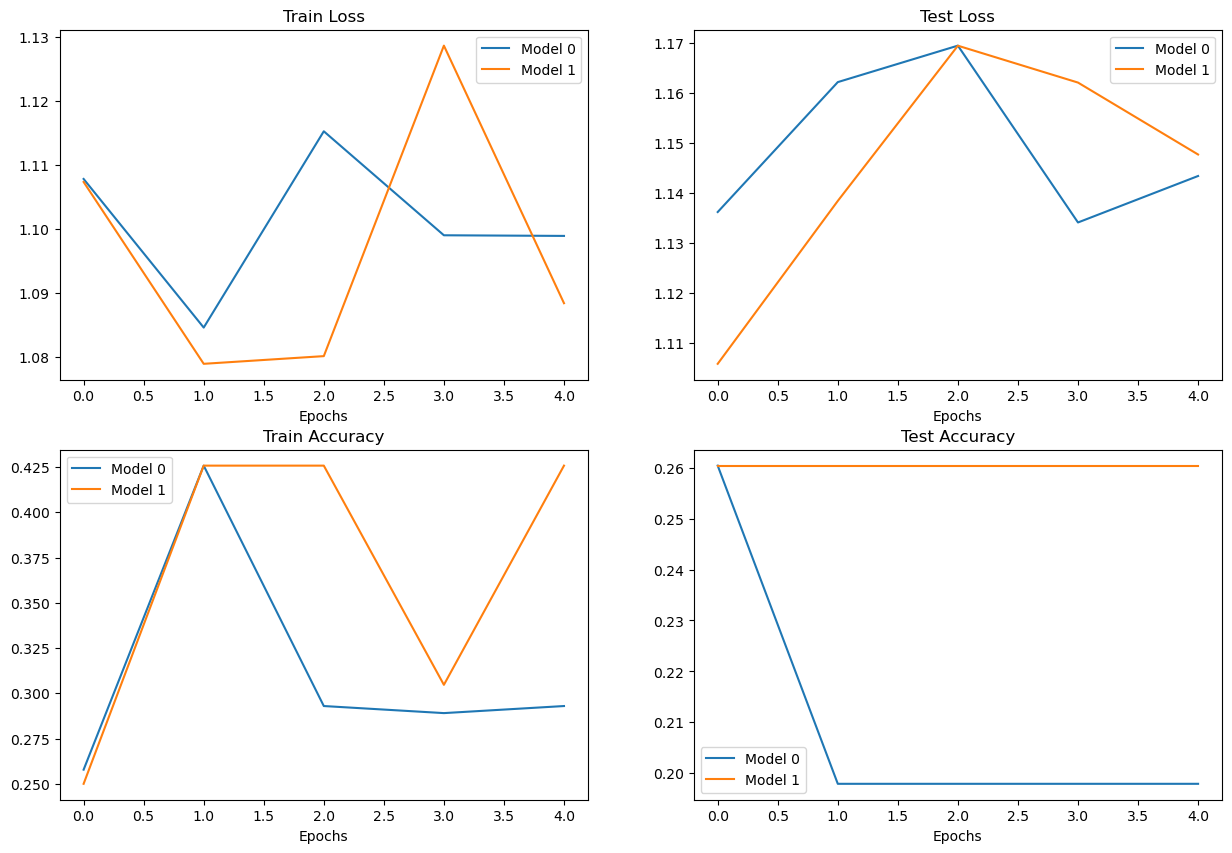 Train Loss
1.13
1.12
1.11
1.10
1.09
1.08
Model 0
Model 1
0.0 0.5 1.0 1.5 2.0 2.5 3.0 3.5 4.0
Epochs
Test Loss
1.17
1.16
1.15
1.14
1.13
1.12
1.11
Model 0
Model 1
0.0 0.5 1.0 1.5 2.0 2.5 3.0 3.5 4.0
Epochs
Train Accuracy
0.425
0.400
0.375
0.350
0.325
0.300
0.275
0.250
Model 0
Model 1
0.0 0.5 1.0 1.5 2.0 2.5 3.0 3.5 4.0
Epochs
Test Accuracy
0.26
0.25
0.24
0.23
0.22
0.21
0.20
Model 0
Model 1
0.0 0.5 1.0 1.5 2.0 2.5 3.0 3.5 4.0
Epochs